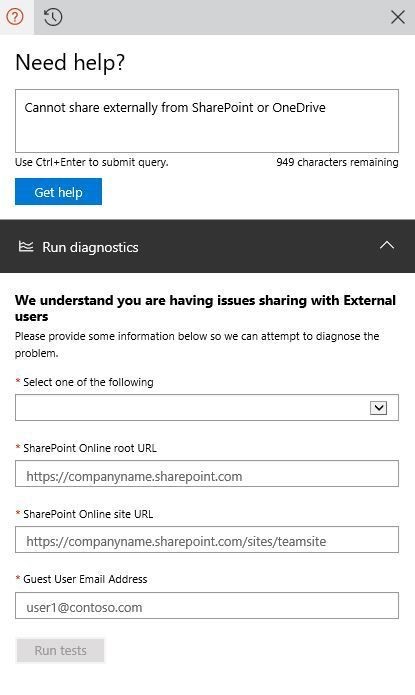 Need help?
Cannot share externally from SharePoint or OneDrive
Use Ctrl+Enter to submit query. 949 characters remaining
Get help
Run diagnostics
We understand you are having issues sharing with External
users
Please provide some information below so we can attempt to diagnose the
problem.
* Select one of the following
* SharePoint Online root URL
https://companyname.sharepoint.com
* SharePoint Online site URL
https://companyname.sharepoint.com/sites/teamsite
* Guest User Email Address
user1@contoso.com
Run tests